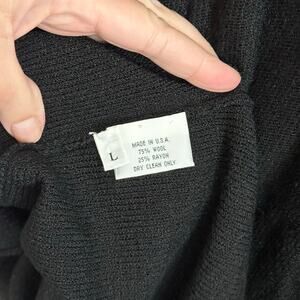 L
MADE IN U.S.A.
75% WOOL
25% RAYON
DRY CLEAN ONLY